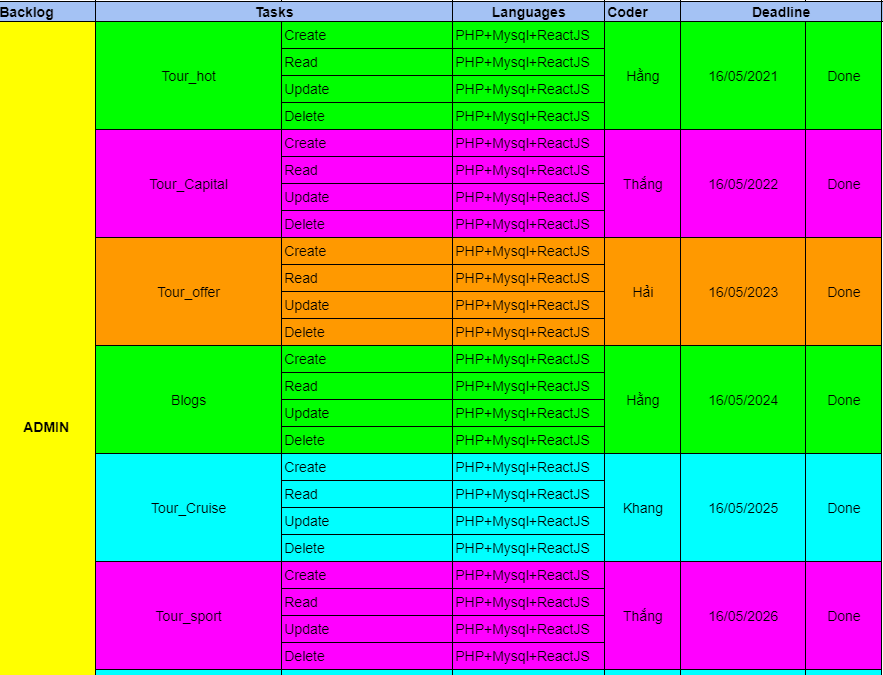 Backlog Tasks Languages Coder Deadline
ADMIN
Tour_hot
Create PHP+Mysql+ReactJS
Read PHP+Mysql+ReactJS
Update PHP+Mysql+ReactJS
Delete PHP+Mysql+ReactJS
Hằng 16/05/2021 Done
Tour_Capital
Create PHP+Mysql+ReactJS
Read PHP+Mysql+ReactJS
Update PHP+Mysql+ReactJS
Delete PHP+Mysql+ReactJS
Thắng 16/05/2022 Done
Tour_offer
Create PHP+Mysql+ReactJS
Read PHP+Mysql+ReactJS
Update PHP+Mysql+ReactJS
Delete PHP+Mysql+ReactJS
Hải 16/05/2023 Done
Blogs
Create PHP+Mysql+ReactJS
Read PHP+Mysql+ReactJS
Update PHP+Mysql+ReactJS
Delete PHP+Mysql+ReactJS
Hằng 16/05/2024 Done
Tour_Cruise
Create PHP+Mysql+ReactJS
Read PHP+Mysql+ReactJS
Update PHP+Mysql+ReactJS
Delete PHP+Mysql+ReactJS
Khang 16/05/2025 Done
Tour_sport
Create PHP+Mysql+ReactJS
Read PHP+Mysql+ReactJS
Update PHP+Mysql+ReactJS
Delete PHP+Mysql+ReactJS
Thắng 16/05/2026 Done